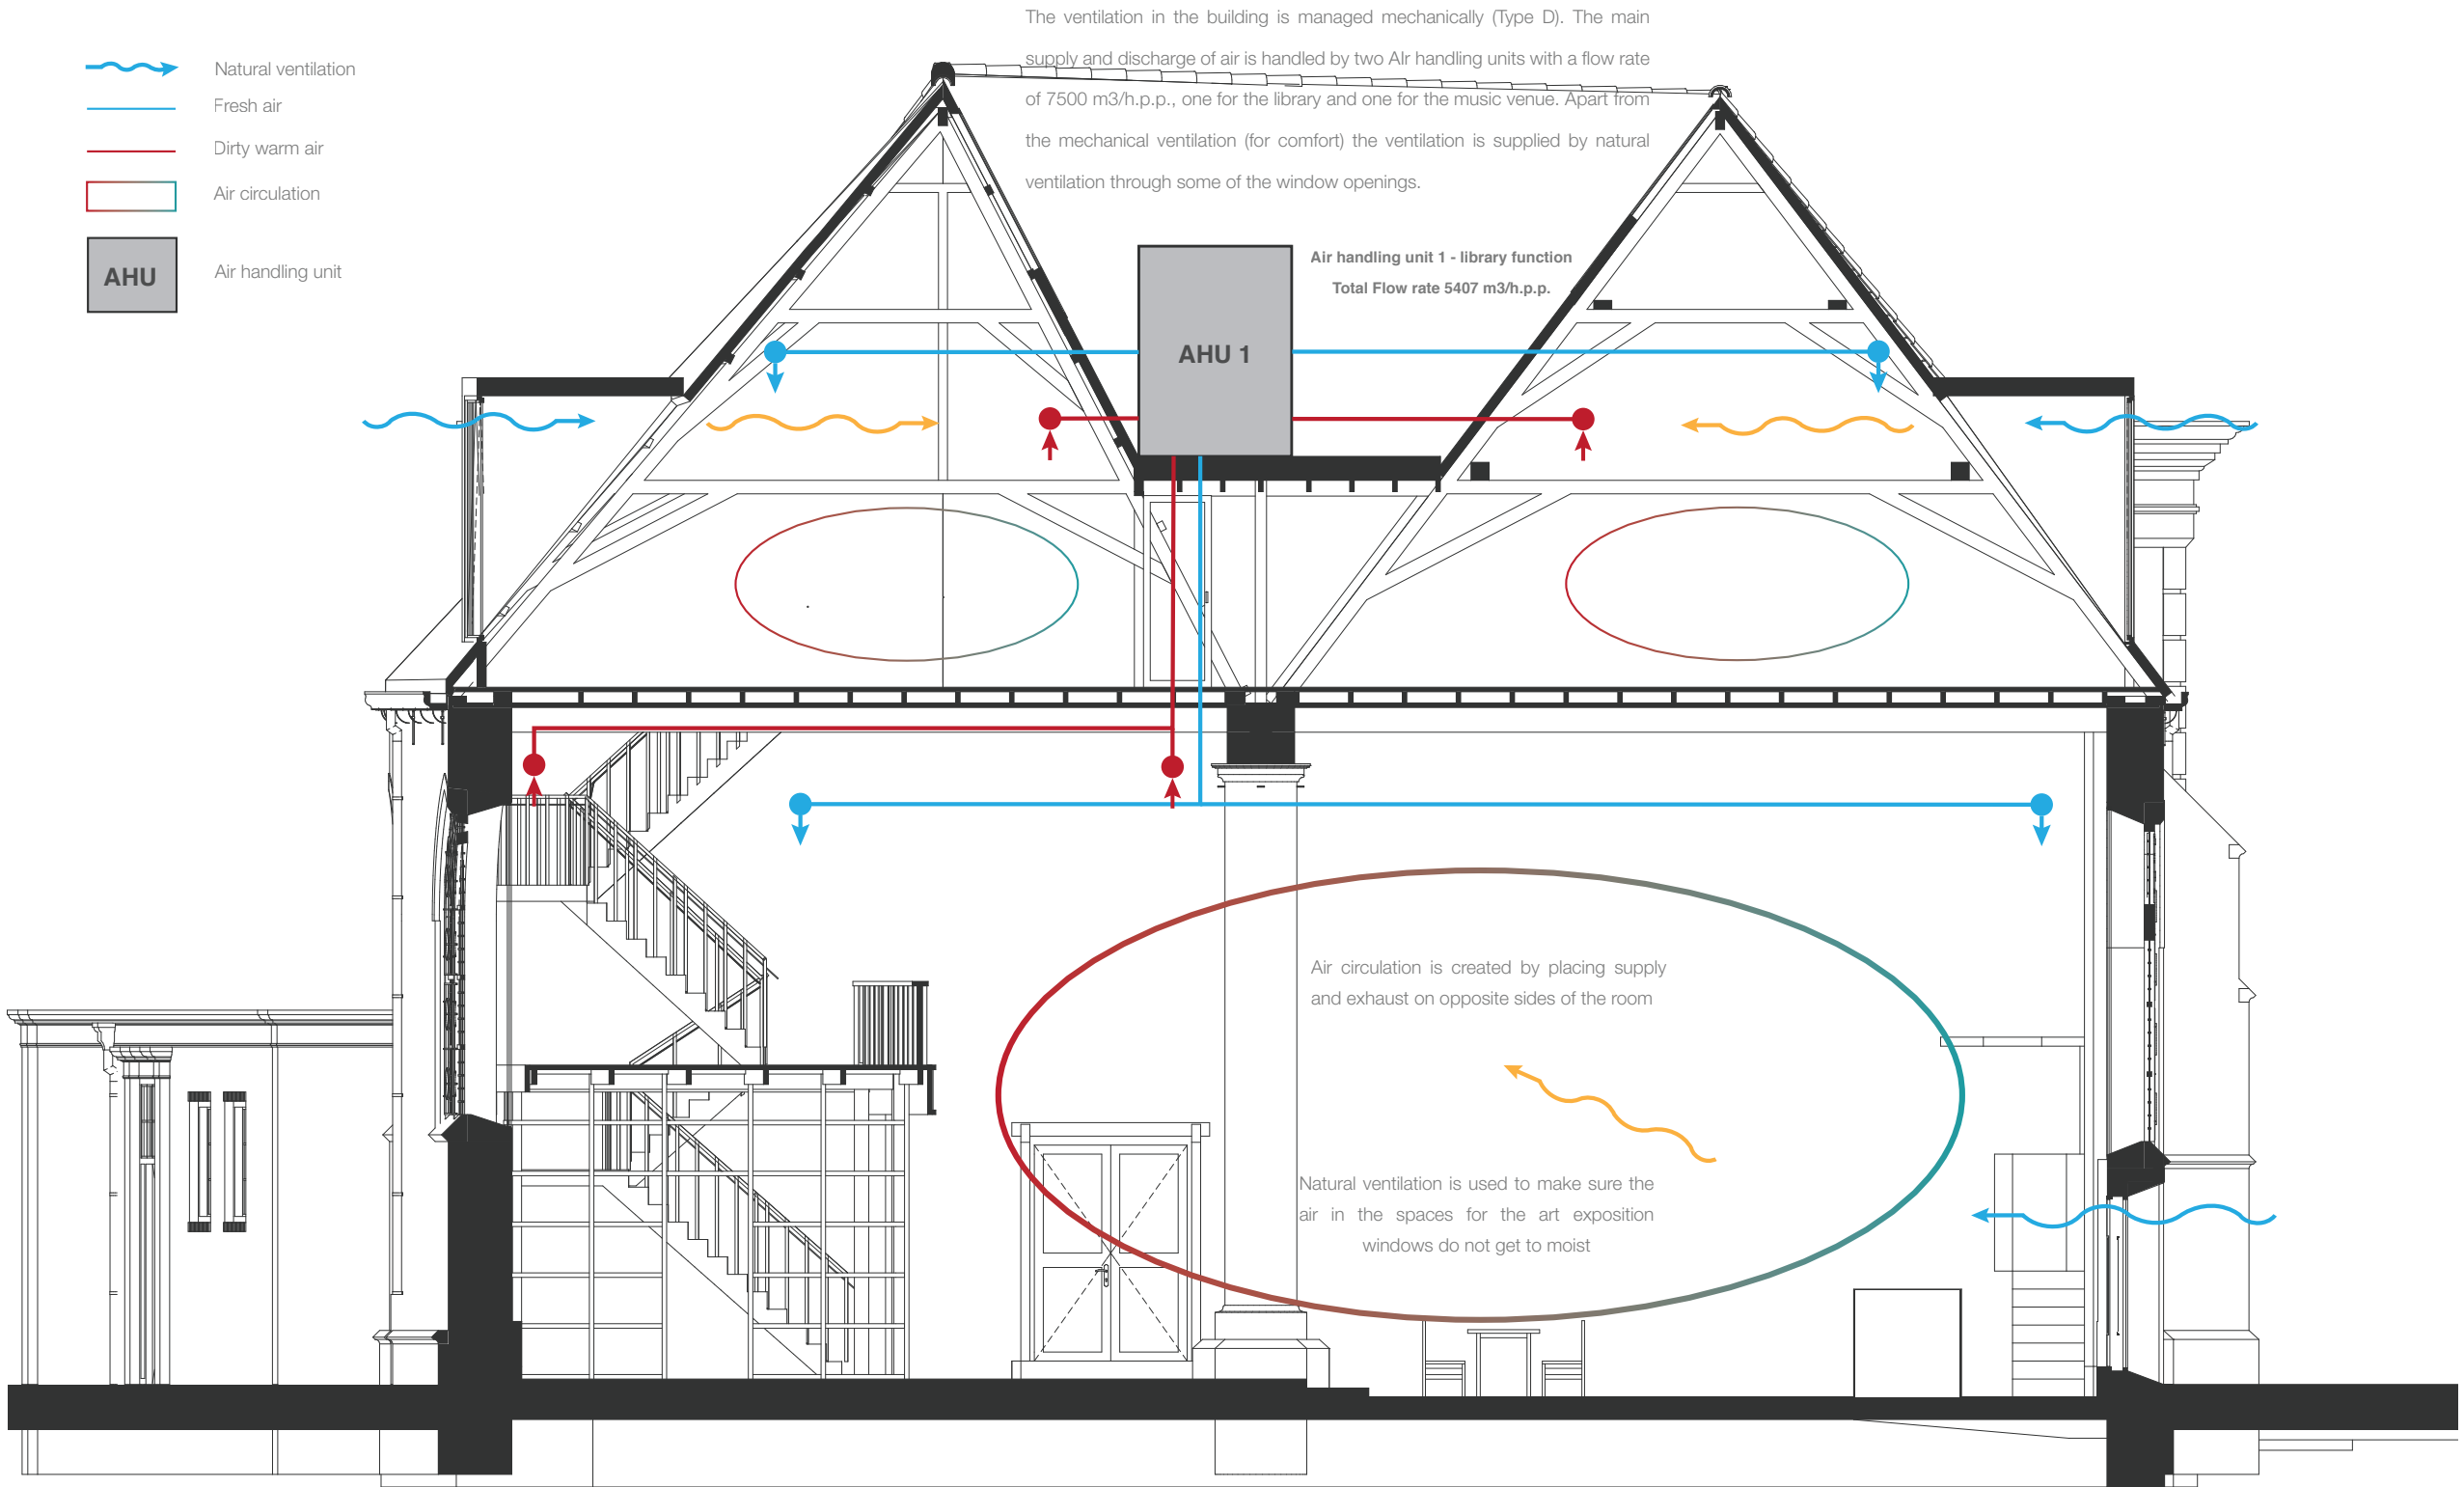 The ventilation in the building is managed mechanically (Type D). The main
supply and discharge of air is handled by two AIr handling units with a flow rate
of 7500 m3/h.p.p., one for the library and one for the music venue. Apart from
the mechanical ventilation (for comfort) the ventilation is supplied by natural
ventilation through some of the window openings.
Natural ventilation
Fresh air
Dirty warm air
Air circulation
AHU
Air handling unit
Air handling unit 1 - library function
Total Flow rate 5407 m3/h.p.p.
AHU 1
Air circulation is created by placing supply
and exhaust on opposite sides of the room
Natural ventilation is used to make sure the
air in the spaces for the art exposition
windows do not get to moist